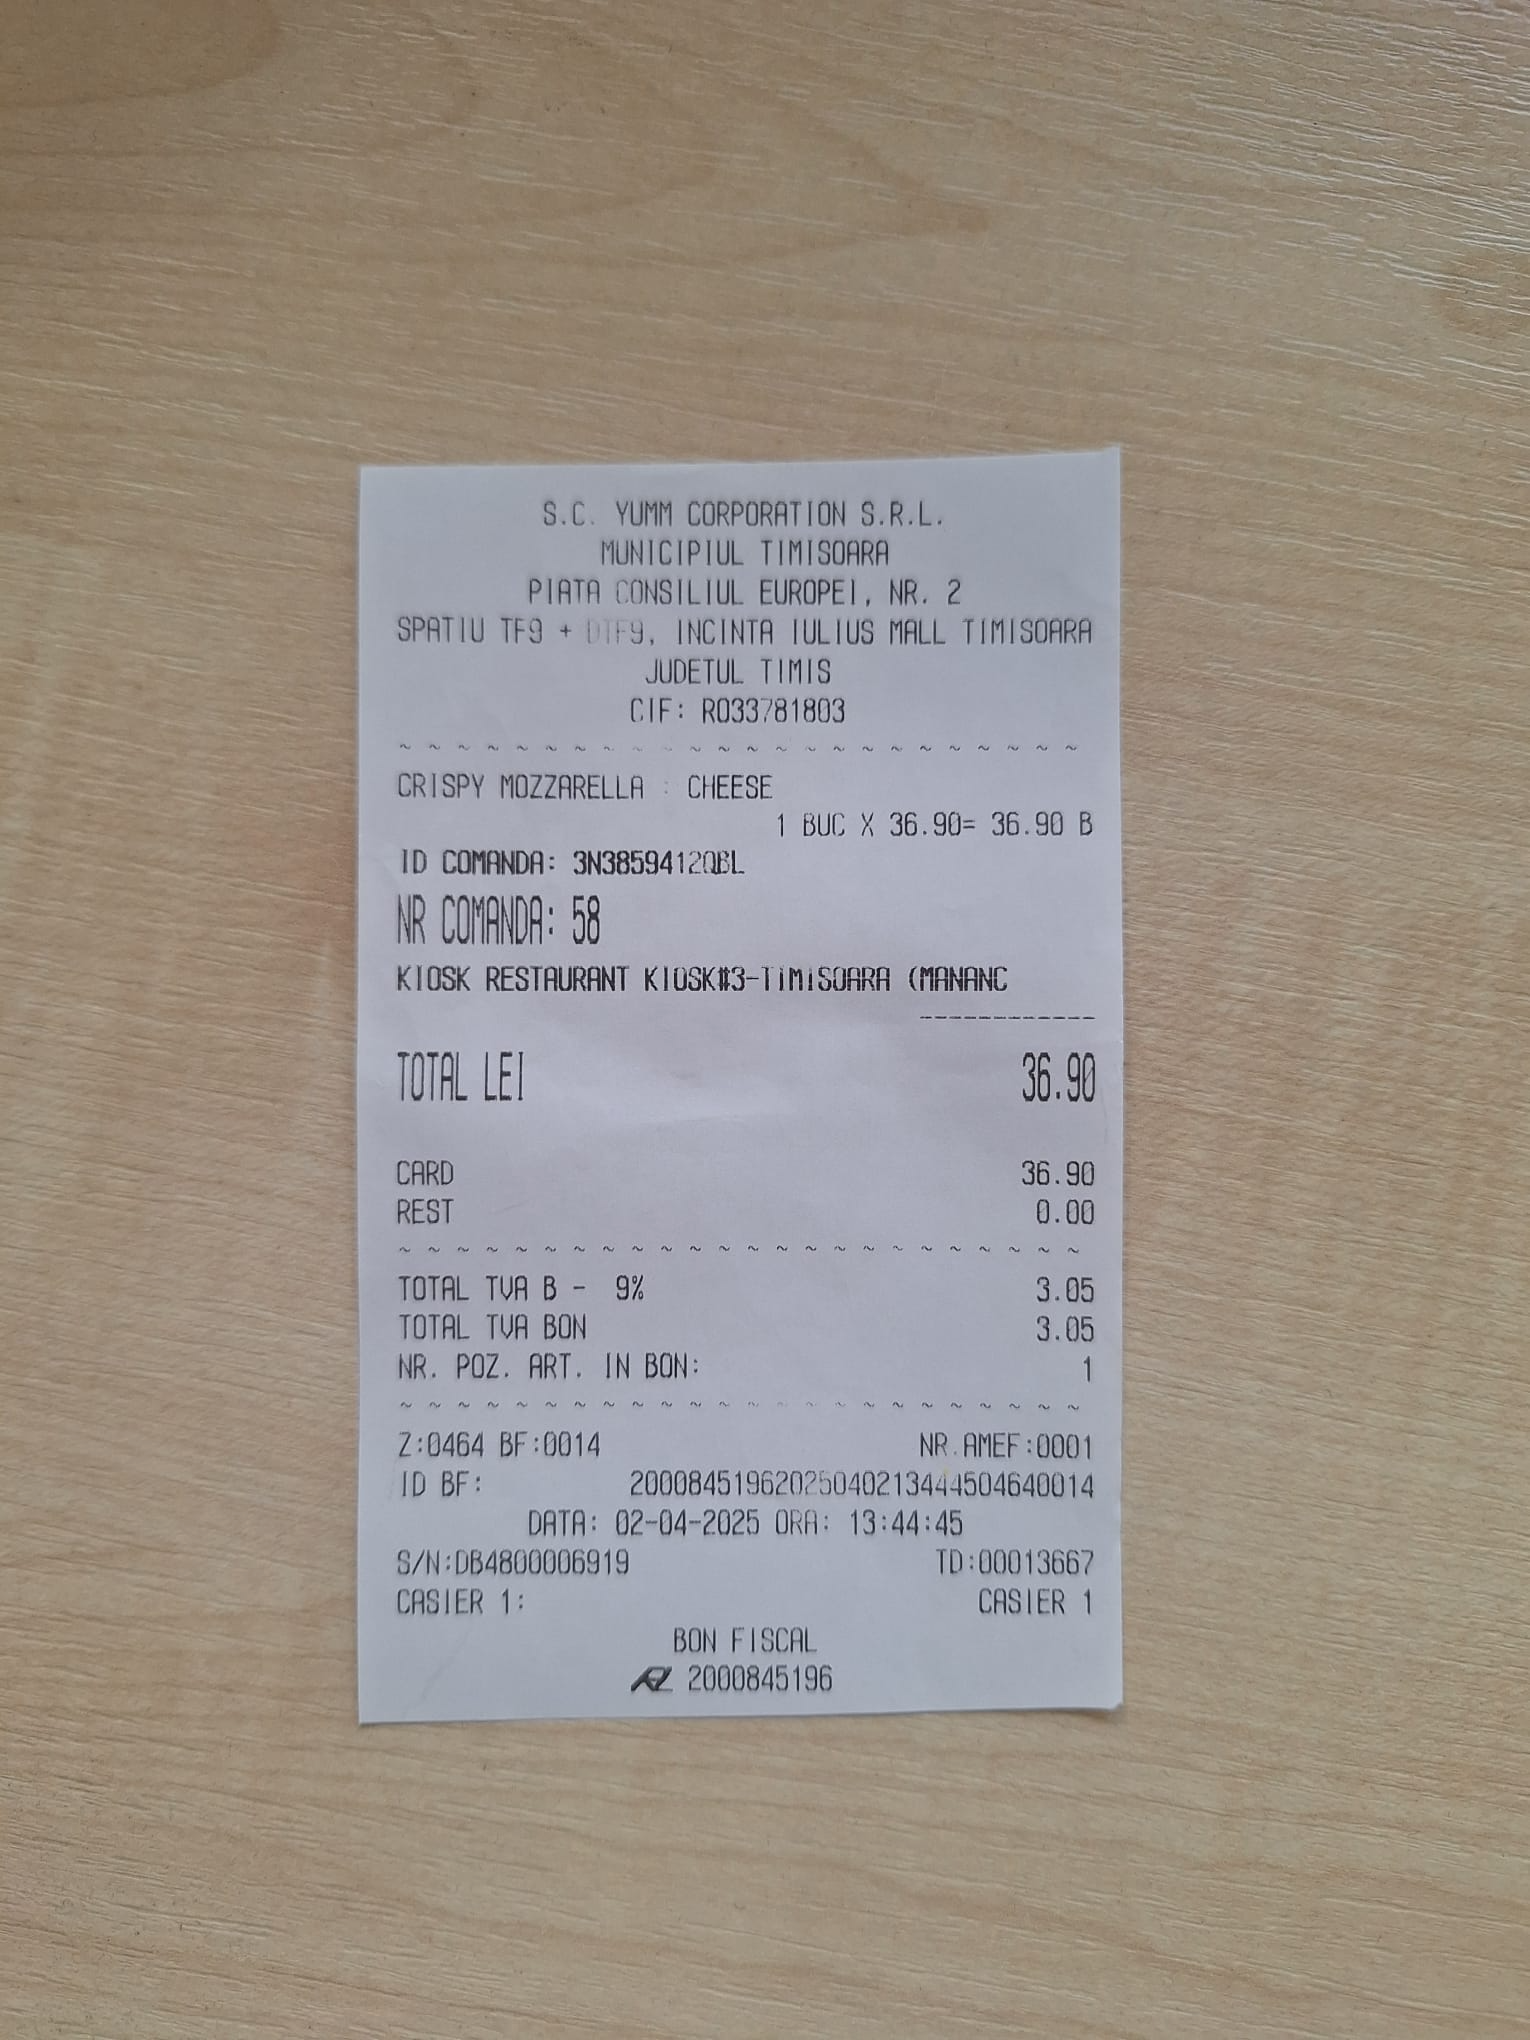 S.C. YUMM CORPORATION S.R.L.
MUNICIPIUL TIMISOARA
PIATA CONSILIUL EUROPEI, NR. 2
SPATIU TF9 + DTF9, INCINTA IULIUS MALL TIMISOARA
JUDETUL TIMIS
CIF: RO33781803
CRISPY MOZZARELLA : CHEESE
1 BUC X 36.90= 36.90 B
ID COMANDA: 3N3859412QBL
NR COMANDA: 58
KIOSK RESTAURANT KIOSK#3-TIMISOARA (MANANC
TOTAL LEI 36.90
CARD 36.90
REST 0.00
TOTAL TVA B - 9% 3.05
TOTAL TVA BON 3.05
NR. POZ. ART. IN BON: 1
Z:0464 BF:0014 NR.AMEF:0001
ID BF: 20008451962025040213444504640014
DATA: 02-04-2025 ORA: 13:44:45
S/N:DB4800006919 TD:00013667
CASIER 1: CASIER 1
BON FISCAL
2000845196